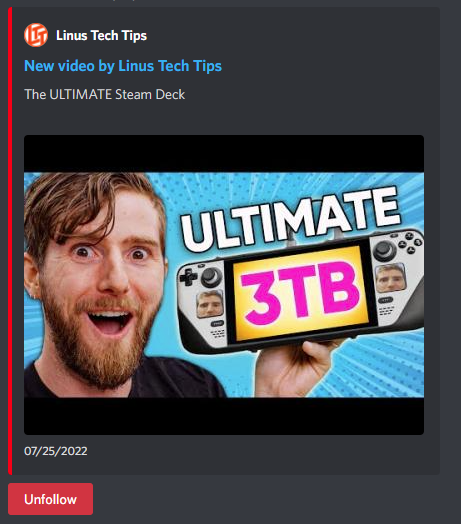 Linus Tech Tips
New video by Linus Tech Tips
The ULTIMATE Steam Deck
ULTIMATE
3TB
07/25/2022
Unfollow